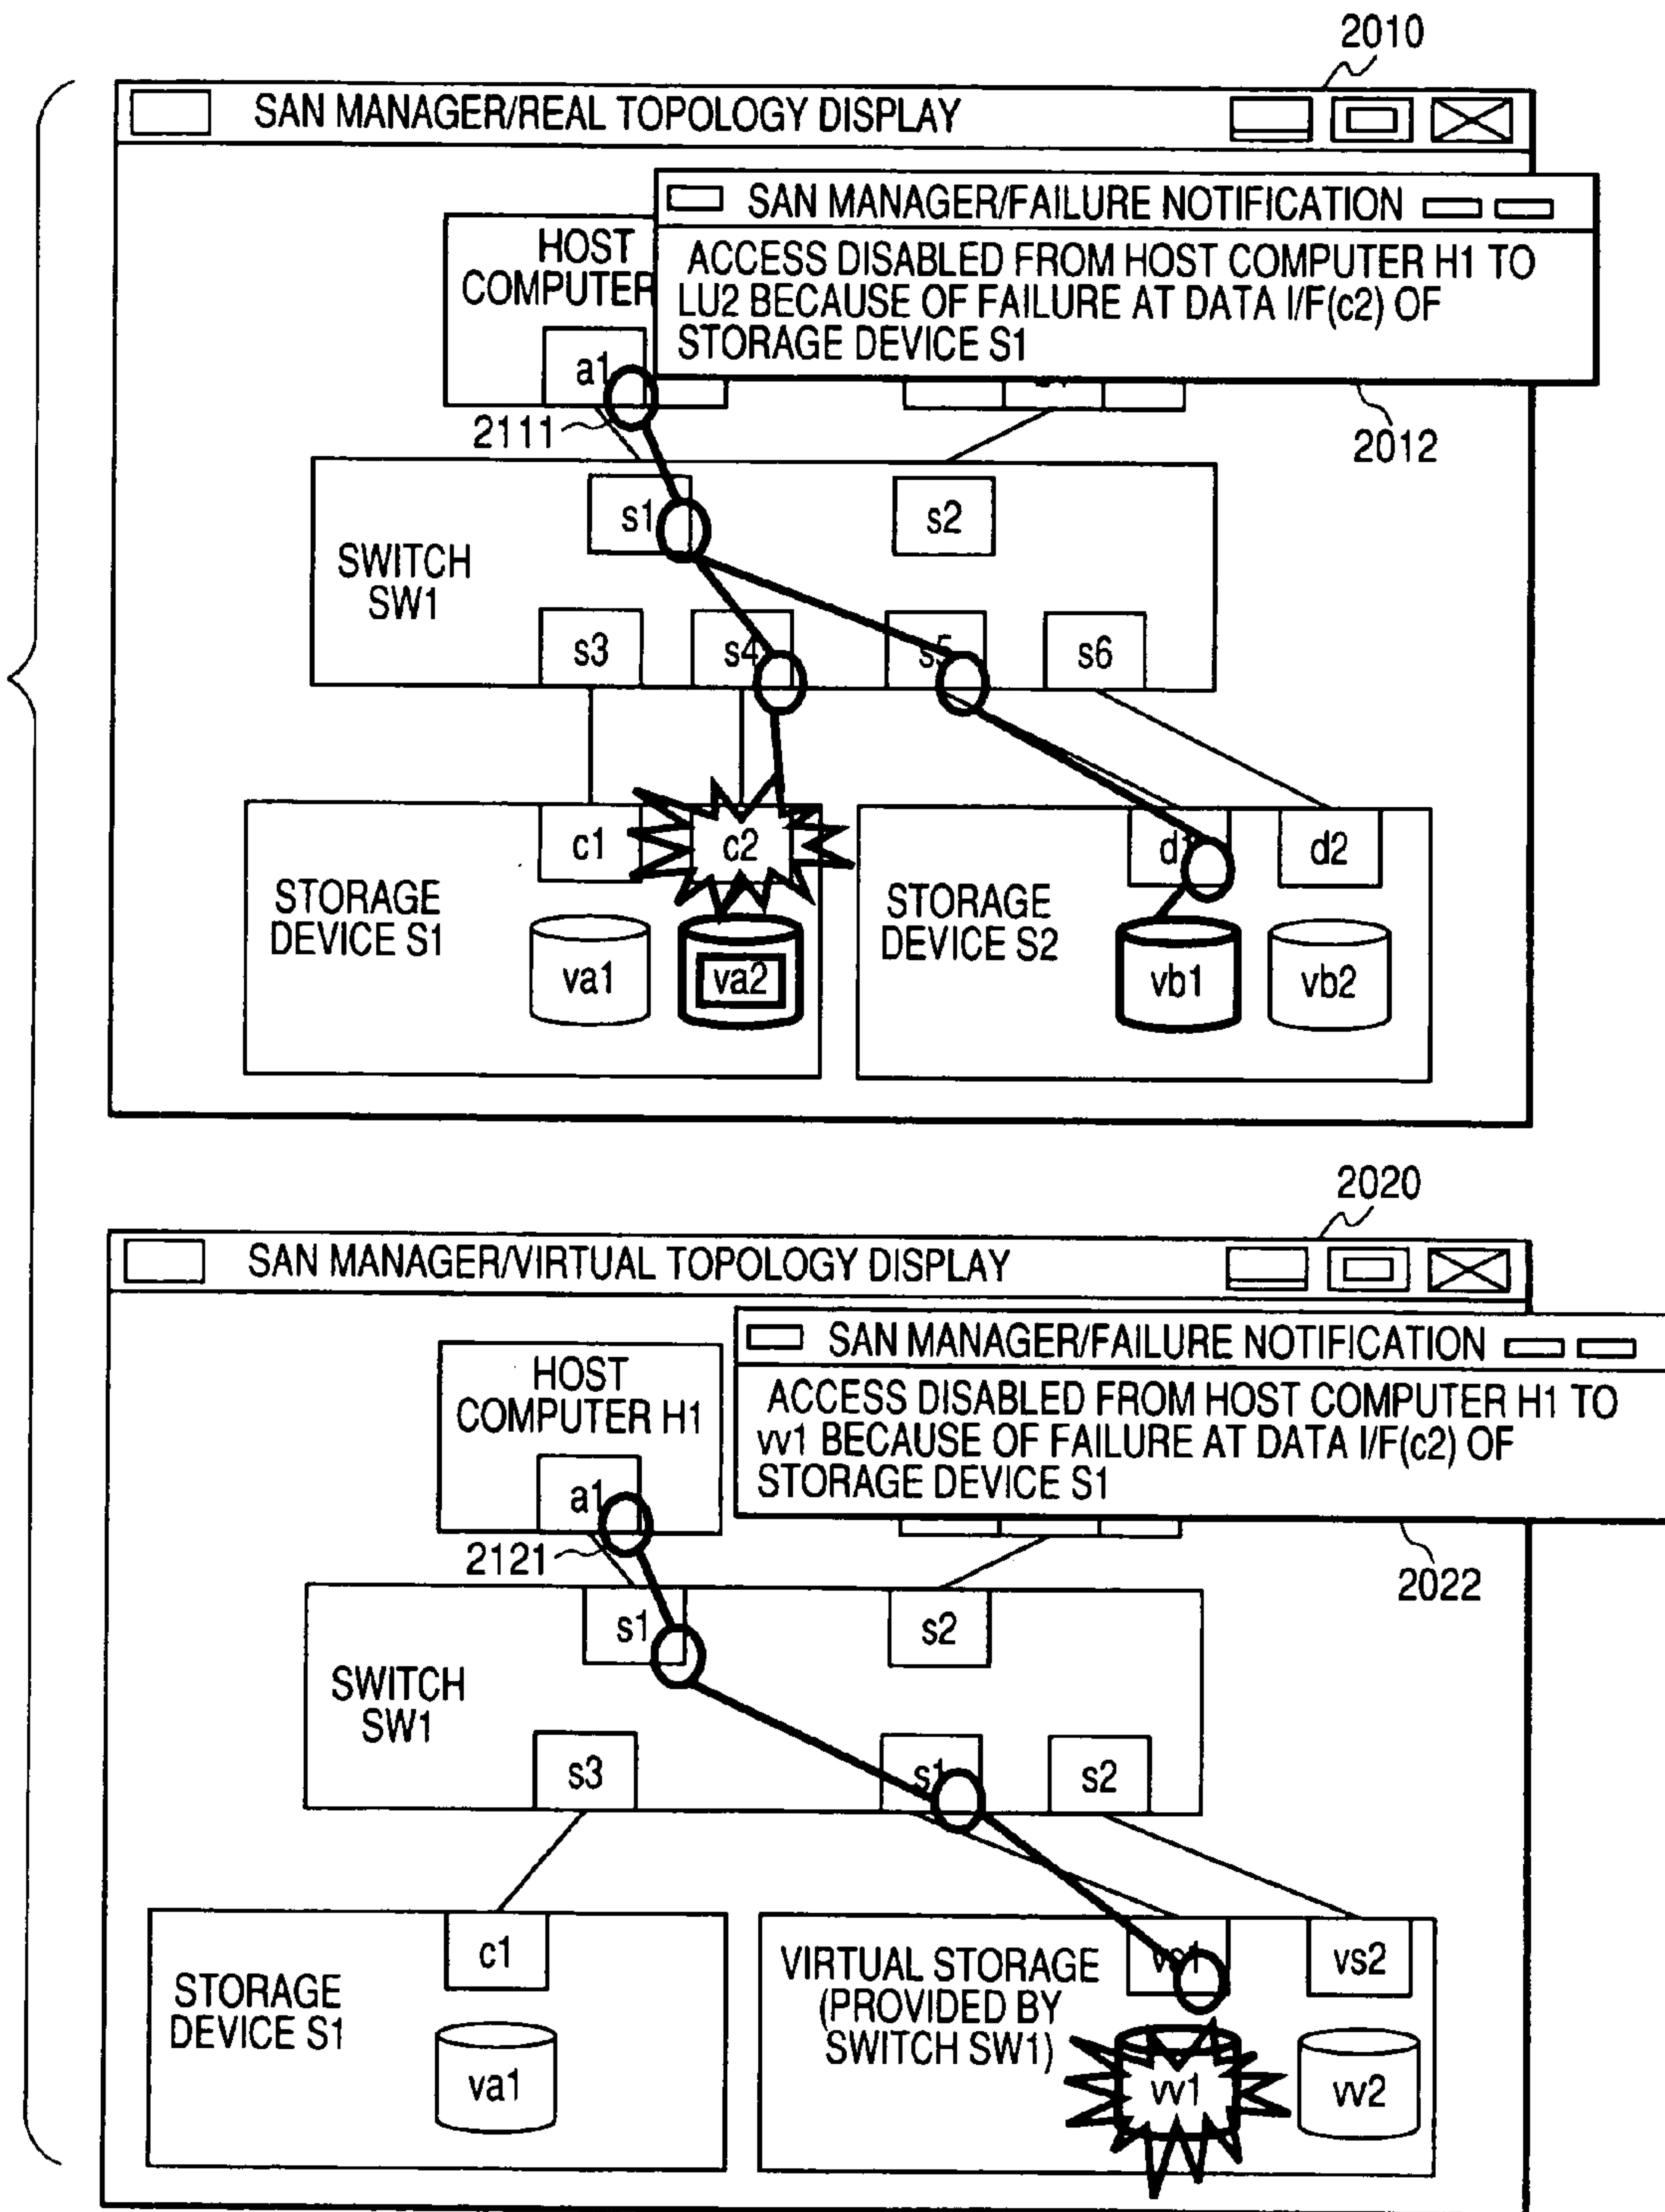 2010
SAN MANAGER/REAL TOPOLOGY DISPLAY
SAN MANAGER/FAILURE NOTIFICATION
ACCESS DISABLED FROM HOST COMPUTER H1 TO
LU2 BECAUSE OF FAILURE AT DATA I/F(c2) OF
STORAGE DEVICE S1
HOST
COMPUTER
a1
2111
2012
s1
s2
SWITCH
SW1
s3
s4
s5
s6
c1
c2
d1
d2
STORAGE
DEVICE S1
STORAGE
DEVICE S2
va1
va2
vb1
vb2
2020
SAN MANAGER/VIRTUAL TOPOLOGY DISPLAY
SAN MANAGER/FAILURE NOTIFICATION
ACCESS DISABLED FROM HOST COMPUTER H1 TO
vv1 BECAUSE OF FAILURE AT DATA I/F(c2) OF
STORAGE DEVICE S1
HOST
COMPUTER H1
a1
2121
2022
s1
s2
SWITCH
SW1
s3
s1
s2
c1
vs1
vs2
STORAGE
DEVICE S1
VIRTUAL STORAGE
(PROVIDED BY
SWITCH SW1)
va1
vv1
vv2